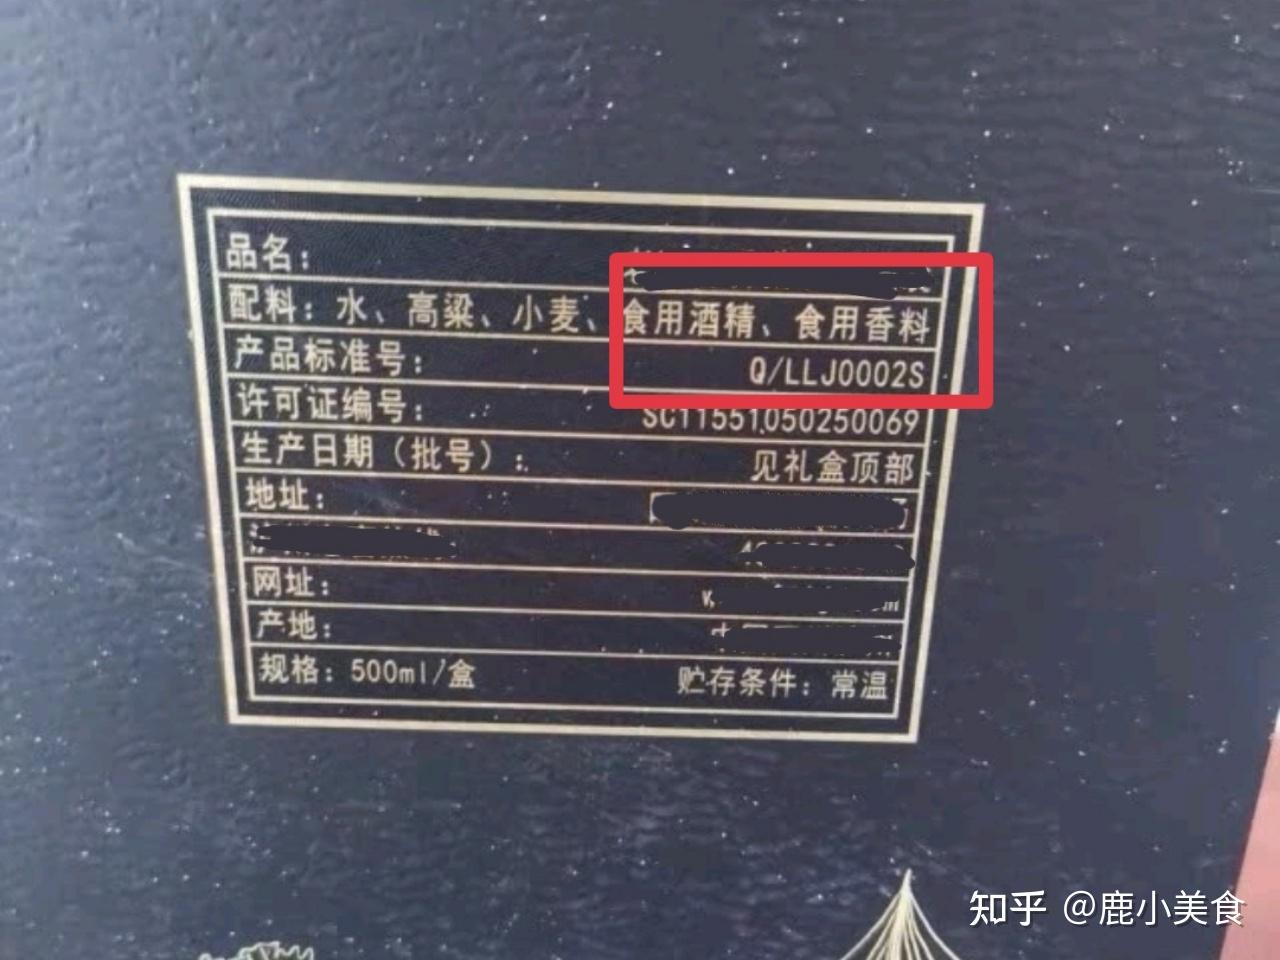 品名:
配料: 水、高粱、小麦、食用酒精、食用香料
产品标准号: Q/LLJ0002S
许可证编号: SC11551050250069
生产日期（批号）: 见礼盒顶部
地址:
网址:
产地:
规格: 500ml/盒 贮存条件: 常温
知乎 @鹿小美食